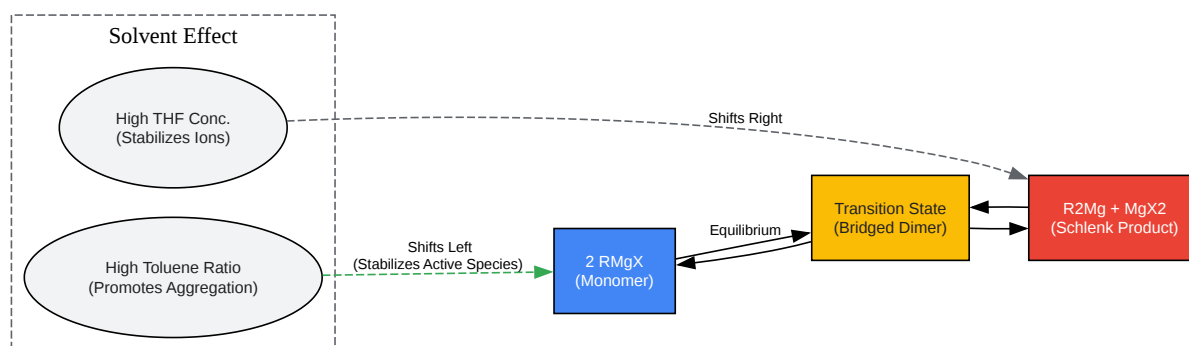 Solvent Effect
High THF Conc.
(Stabilizes Ions)
Shifts Right
High Toluene Ratio
(Promotes Aggregation)
Shifts Left
(Stabilizes Active Species)
2 RMgX
(Monomer)
Equilibrium
Transition State
(Bridged Dimer)
R2Mg + MgX2
(Schlenk Product)